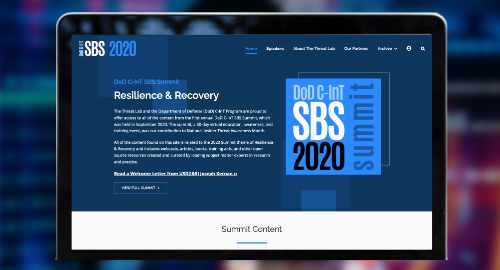 SBS 2020
Home Episodes About The Threat Lab Our Partners Archive
DoD C-InT SBS Summit
Resilience & Recovery
The Threat Lab and the Department of Defense (DoD) C-InT Program are proud to
offer access to all of the content from the first annual DoD C-InT SBS Summit, which
was held in September 2020. The summit, a 30-day virtual education, awareness, and
training event, was our contribution to National Insider Threat Awareness Month.
All of the content found on this site is related to the 2020 Summit theme of Resilience
& Recovery and includes webcasts, articles, books, training aids, and other open
source resources created and curated by leading subject matter experts in research
and practice.
Read a Welcome Letter from USD(I&S) Joseph Kernan
VIEW FULL SUMMIT
DoD C-InT
SBS
2020
summit
Summit Content